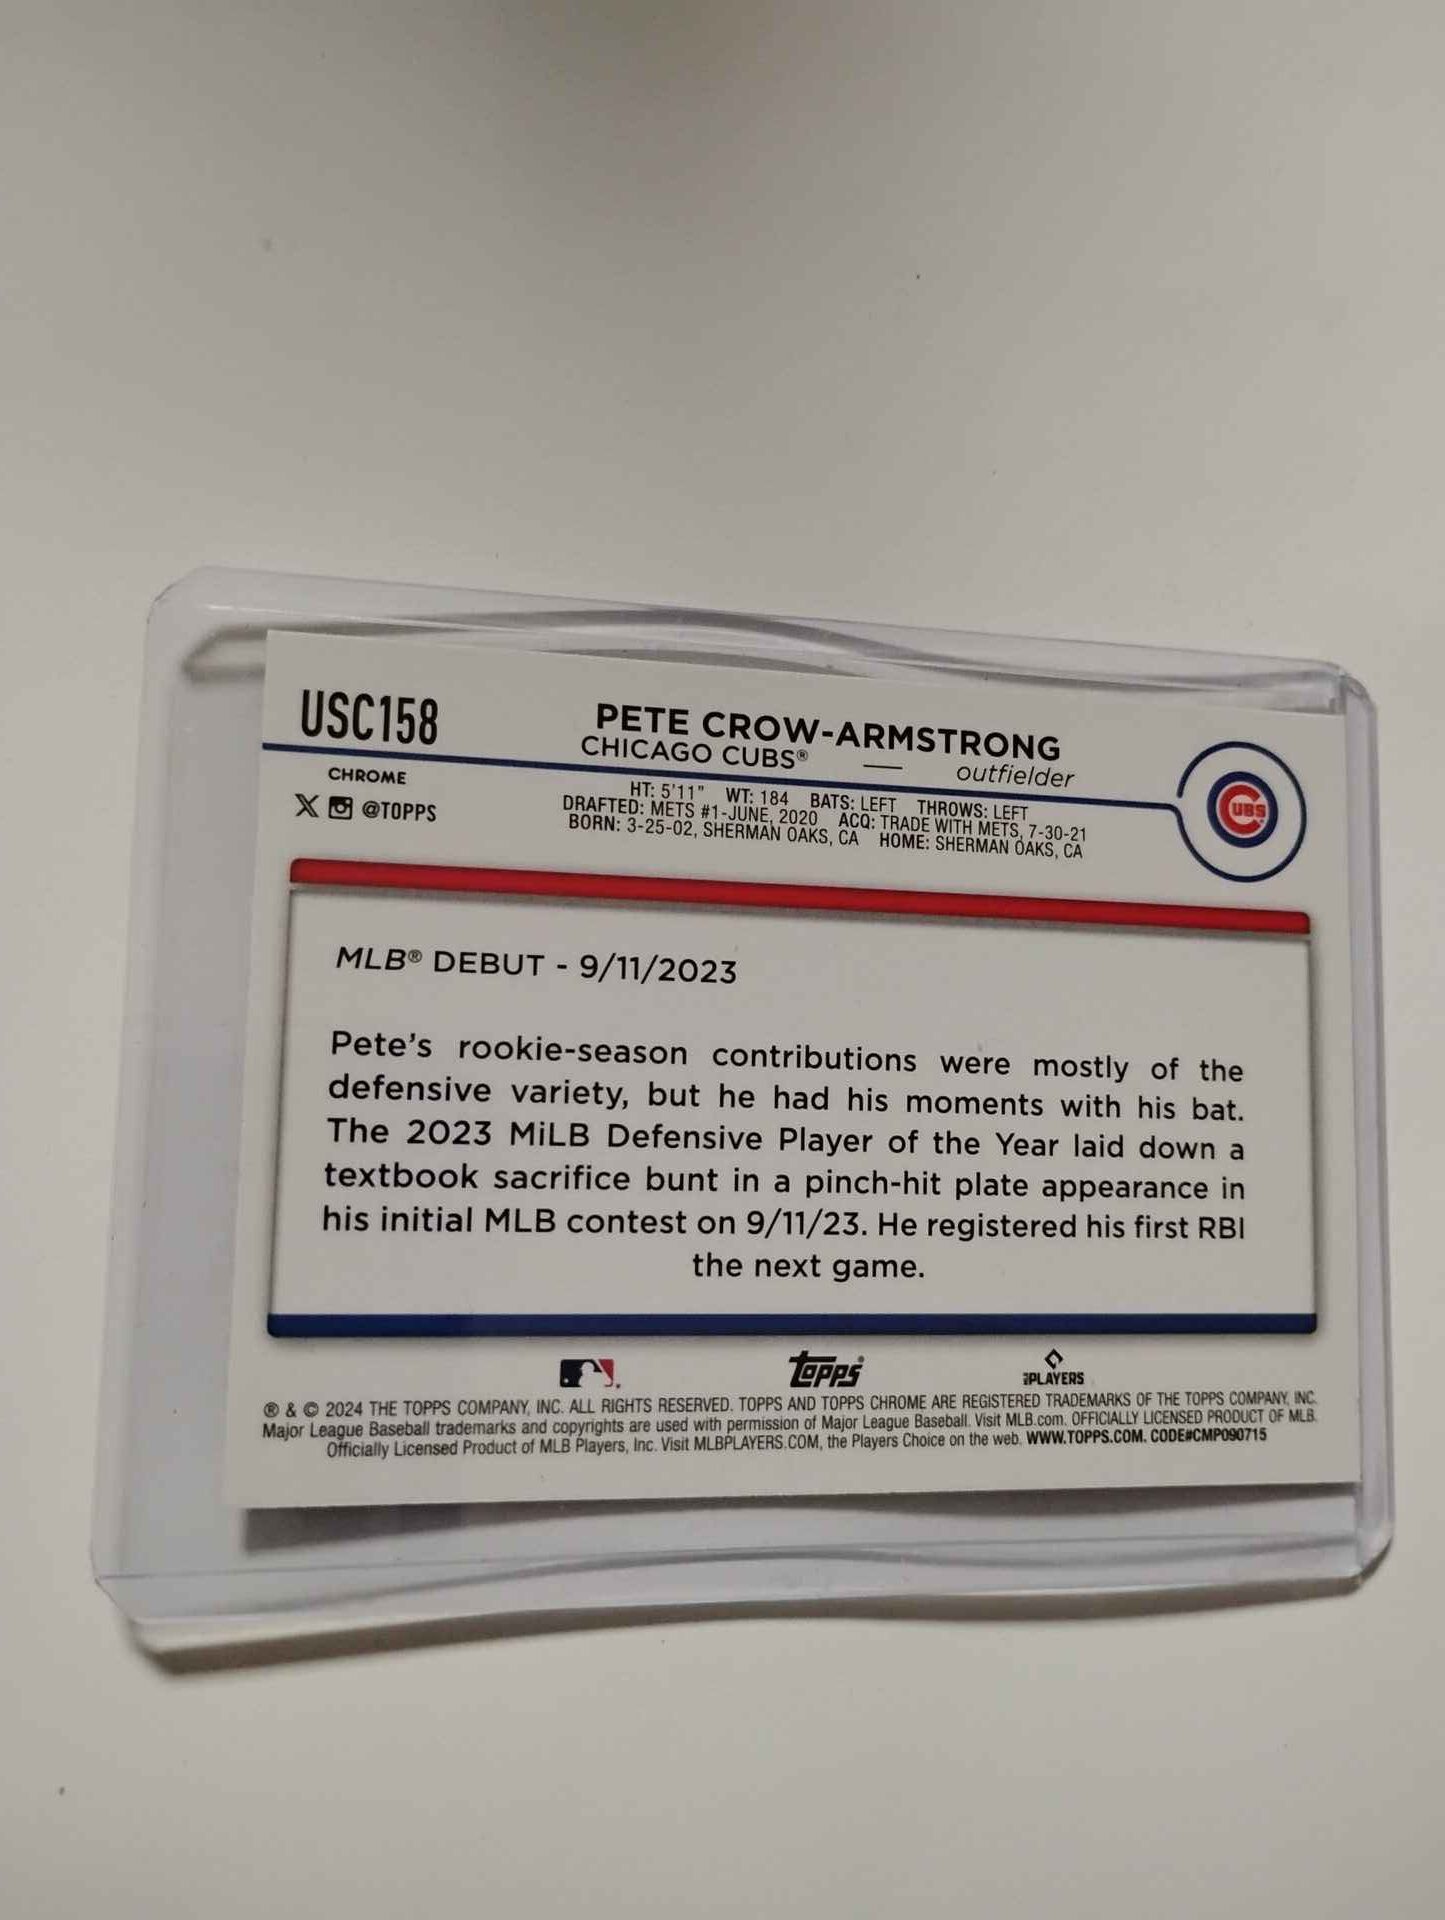 USC158
PETE CROW-ARMSTRONG
CHICAGO CUBS® — outfielder
CHROME
@TOPPS
HT: 5'11" WT: 184 BATS: LEFT THROWS: LEFT
DRAFTED: METS #1-JUNE, 2020 ACQ: TRADE WITH METS, 7-30-21
BORN: 3-25-02, SHERMAN OAKS, CA HOME: SHERMAN OAKS, CA
CUBS
MLB® DEBUT - 9/11/2023
Pete's rookie-season contributions were mostly of the
defensive variety, but he had his moments with his bat.
The 2023 MiLB Defensive Player of the Year laid down a
textbook sacrifice bunt in a pinch-hit plate appearance in
his initial MLB contest on 9/11/23. He registered his first RBI
the next game.
topps®
PLAYERS
® & © 2024 THE TOPPS COMPANY, INC. ALL RIGHTS RESERVED. TOPPS AND TOPPS CHROME ARE REGISTERED TRADEMARKS OF THE TOPPS COMPANY, INC.
Major League Baseball trademarks and copyrights are used with permission of Major League Baseball. Visit MLB.com. OFFICIALLY LICENSED PRODUCT OF MLB.
Officially Licensed Product of MLB Players, Inc. Visit MLBPLAYERS.COM, the Players Choice on the web. WWW.TOPPS.COM. CODE#CMP090715